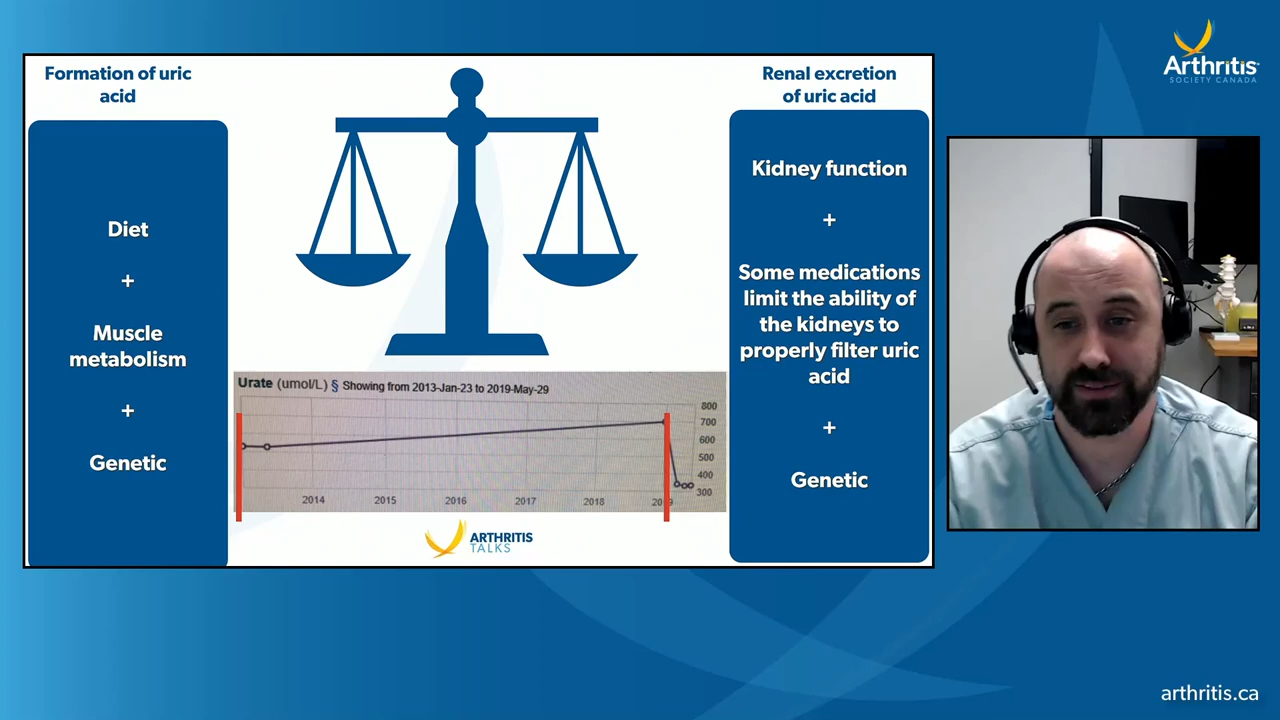 Formation of uric
acid
Diet
+
Muscle
metabolism
+
Genetic
Urate (umol/L) § Showing from 2013-Jan-23 to 2019-May-29
800
700
600
500
400
300
2014
2015
2016
2017
2018
ARTHRITIS
TALKS
Renal excretion
of uric acid
Kidney function
+
Some medications
limit the ability of
the kidneys to
properly filter uric
acid
+
Genetic
Arthritis
SOCIETY CANADA
arthritis.ca